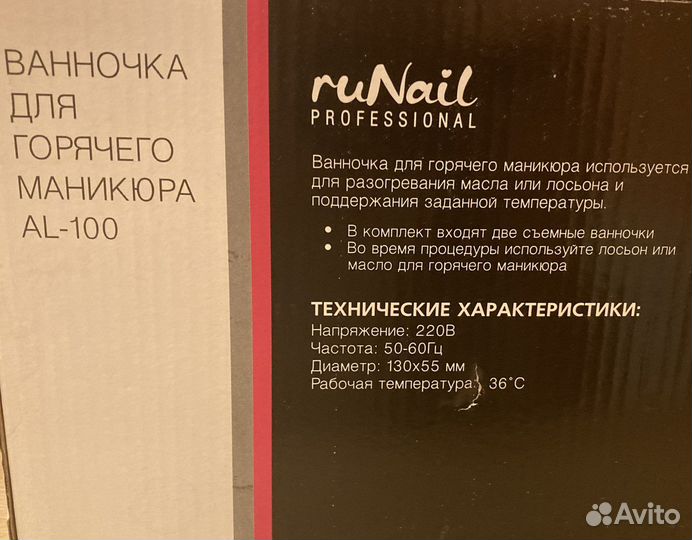 ВАННОЧКА
ДЛЯ
ГОРЯЧЕГО
МАНИКЮРА
AL-100
ruNail
PROFESSIONAL
Ванночка для горячего маникюра используется
для разогревания масла или лосьона и
поддержания заданной температуры.
• В комплект входят две съемные ванночки
• Во время процедуры используйте лосьон или
масло для горячего маникюра
ТЕХНИЧЕСКИЕ ХАРАКТЕРИСТИКИ:
Напряжение: 220В
Частота: 50-60Гц
Диаметр: 130x55 мм
Рабочая температура: 36°С
Avito